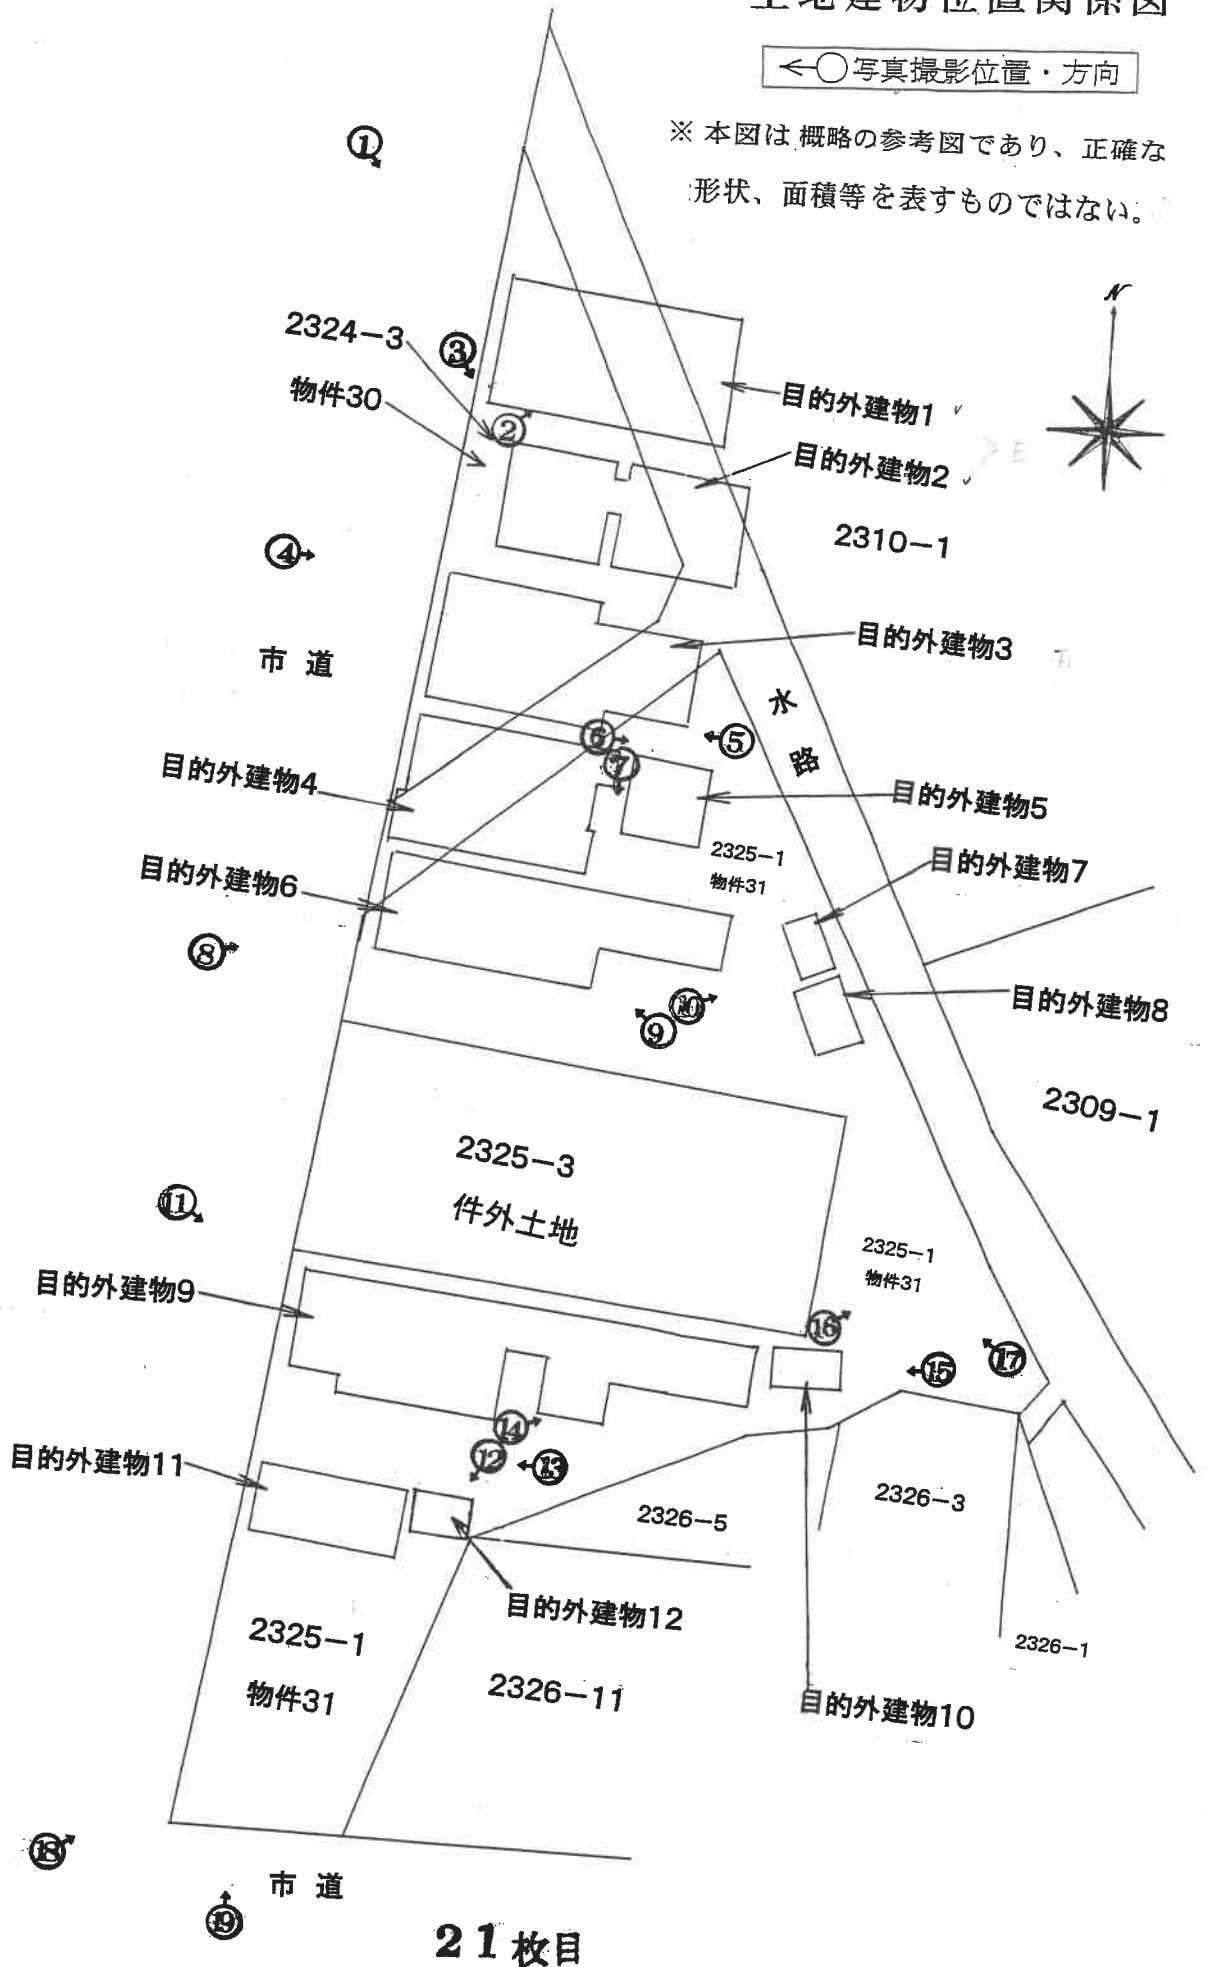 土地建物位置関係図
←○写真撮影位置・方向
※本図は概略の参考図であり、正確な
形状、面積等を表すものではない。
N
①
2324-3
③
物件30
②
目的外建物1
目的外建物2
2310-1
④
市道
目的外建物3
水路
⑥
⑤
⑦
目的外建物4
目的外建物5
2325-1
物件31
目的外建物6
目的外建物7
⑧
⑩
⑨
目的外建物8
2309-1
2325-3
件外土地
⑪
2325-1
物件31
目的外建物9
⑯
⑰
⑮
⑭
⑫
⑬
目的外建物11
2326-5
2326-3
目的外建物12
2325-1
物件31
2326-11
2326-1
目的外建物10
⑱
市道
⑲
21枚目